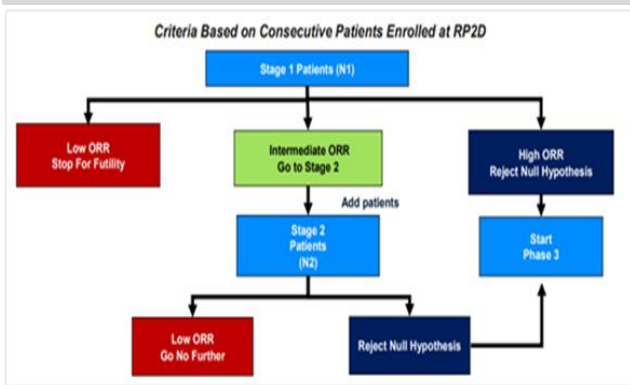 Criteria Based on Consecutive Patients Enrolled at RP2D
Stage 1 Patients (N1)
Low ORR
Stop For Futility
Intermediate ORR
Go to Stage 2
High ORR
Reject Null Hypothesis
Add patients
Stage 2
Patients
(N2)
Start
Phase 3
Low ORR
Go No Further
Reject Null Hypothesis